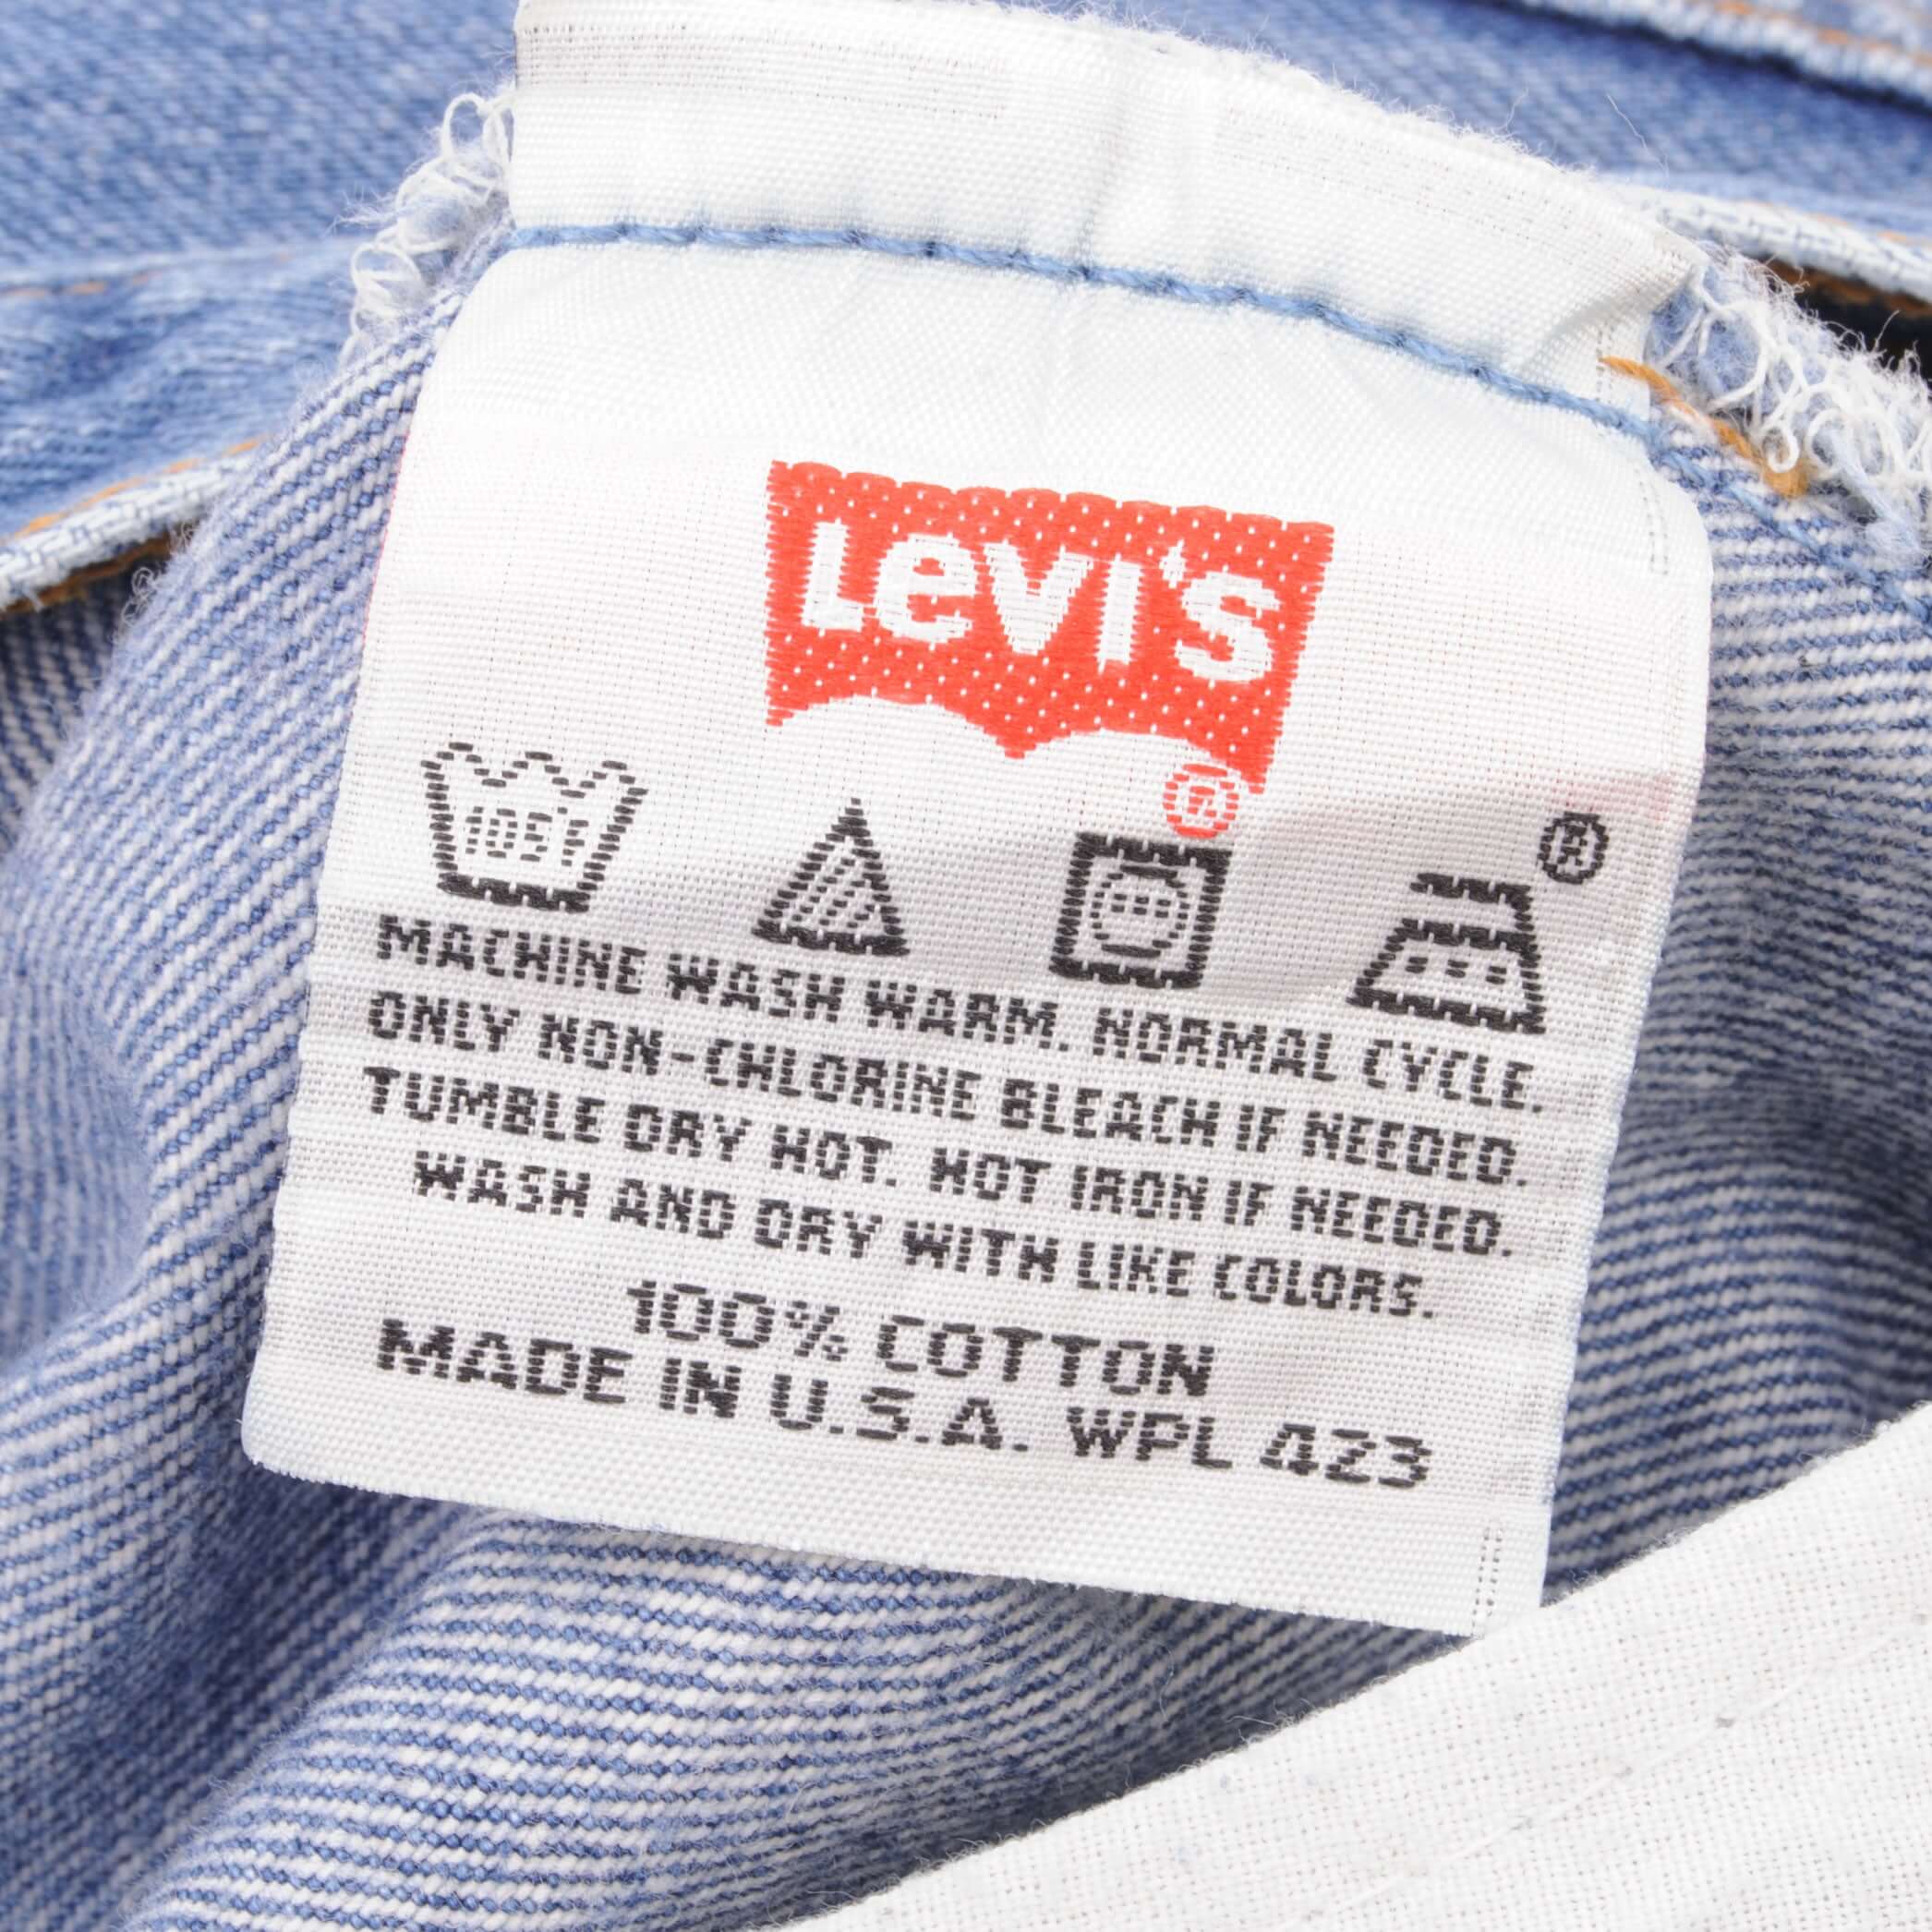 LEVI'S
®
105F ®
MACHINE WASH WARM. NORMAL CYCLE.
ONLY NON-CHLORINE BLEACH IF NEEDED.
TUMBLE DRY HOT. HOT IRON IF NEEDED.
WASH AND DRY WITH LIKE COLORS.
100% COTTON
MADE IN U.S.A. WPL 423